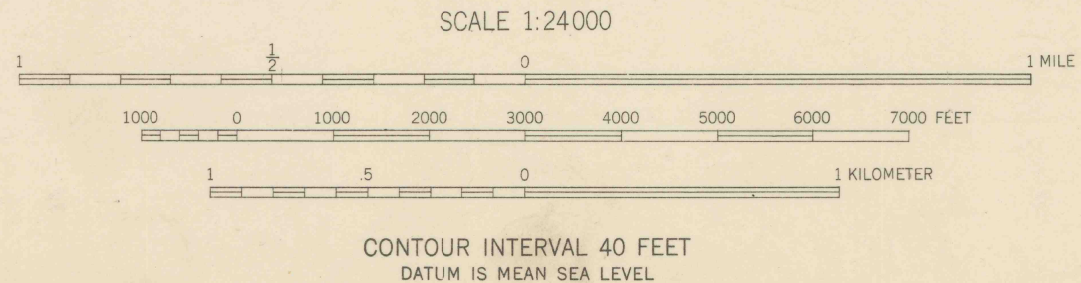 SCALE 1:24000
1 1/2 0 1 MILE
1000 0 1000 2000 3000 4000 5000 6000 7000 FEET
1 .5 0 1 KILOMETER
CONTOUR INTERVAL 40 FEET
DATUM IS MEAN SEA LEVEL